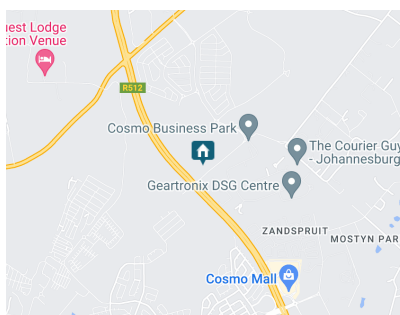 uest Lodge
tion Venue
R512
Cosmo Business Park
The Courier Guy
- Johannesburg
Geartronix DSG Centre
ZANDSPRUIT
MOSTYN PAR
Cosmo Mall